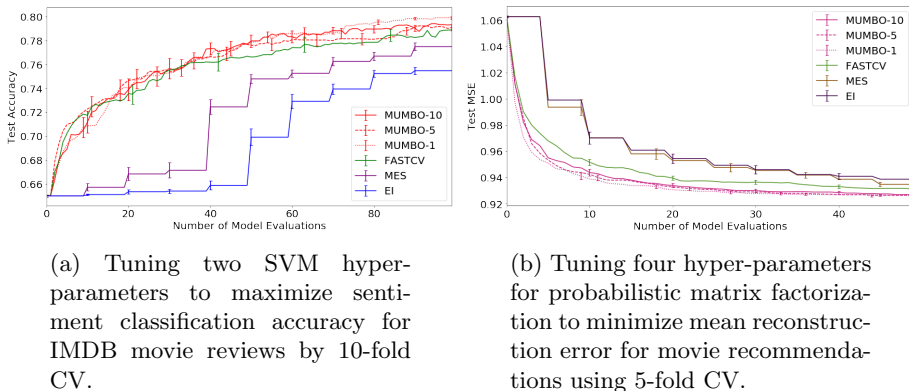 0.80
0.78
0.76
0.74
0.72
0.70
0.68
0.66
Test Accuracy
0
20
40
60
80
Number of Model Evaluations
MUMBO-10
MUMBO-5
MUMBO-1
FASTCV
MES
EI
1.06
1.04
1.02
1.00
0.98
0.96
0.94
0.92
Test MSE
0
10
20
30
40
Number of Model Evaluations
MUMBO-10
MUMBO-5
MUMBO-1
FASTCV
MES
EI
(a) Tuning two SVM hyper-
parameters to maximize senti-
ment classification accuracy for
IMDB movie reviews by 10-fold
CV.
(b) Tuning four hyper-parameters
for probabilistic matrix factoriza-
tion to minimize mean reconstruc-
tion error for movie recommenda-
tions using 5-fold CV.